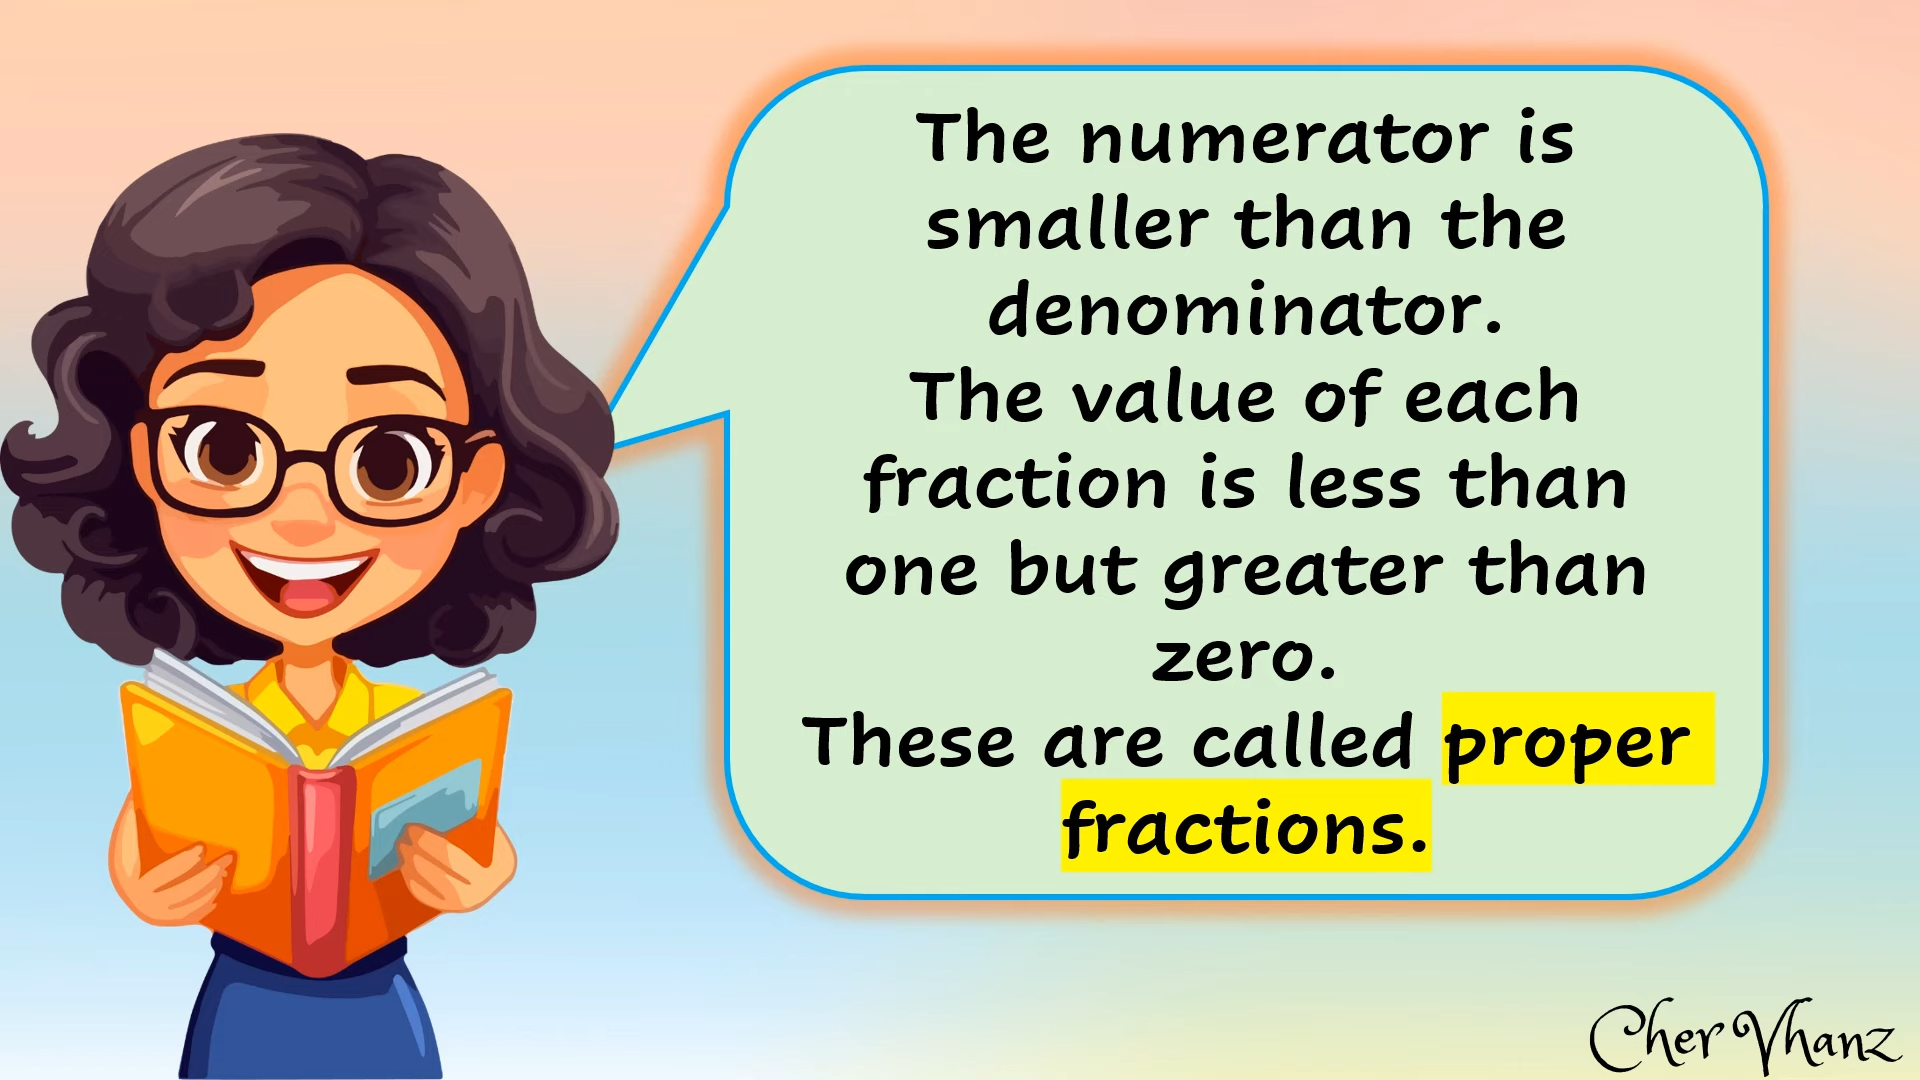 The numerator is
smaller than the
denominator.
The value of each
fraction is less than
one but greater than
zero.
These are called proper
fractions.
Cher Vhanz